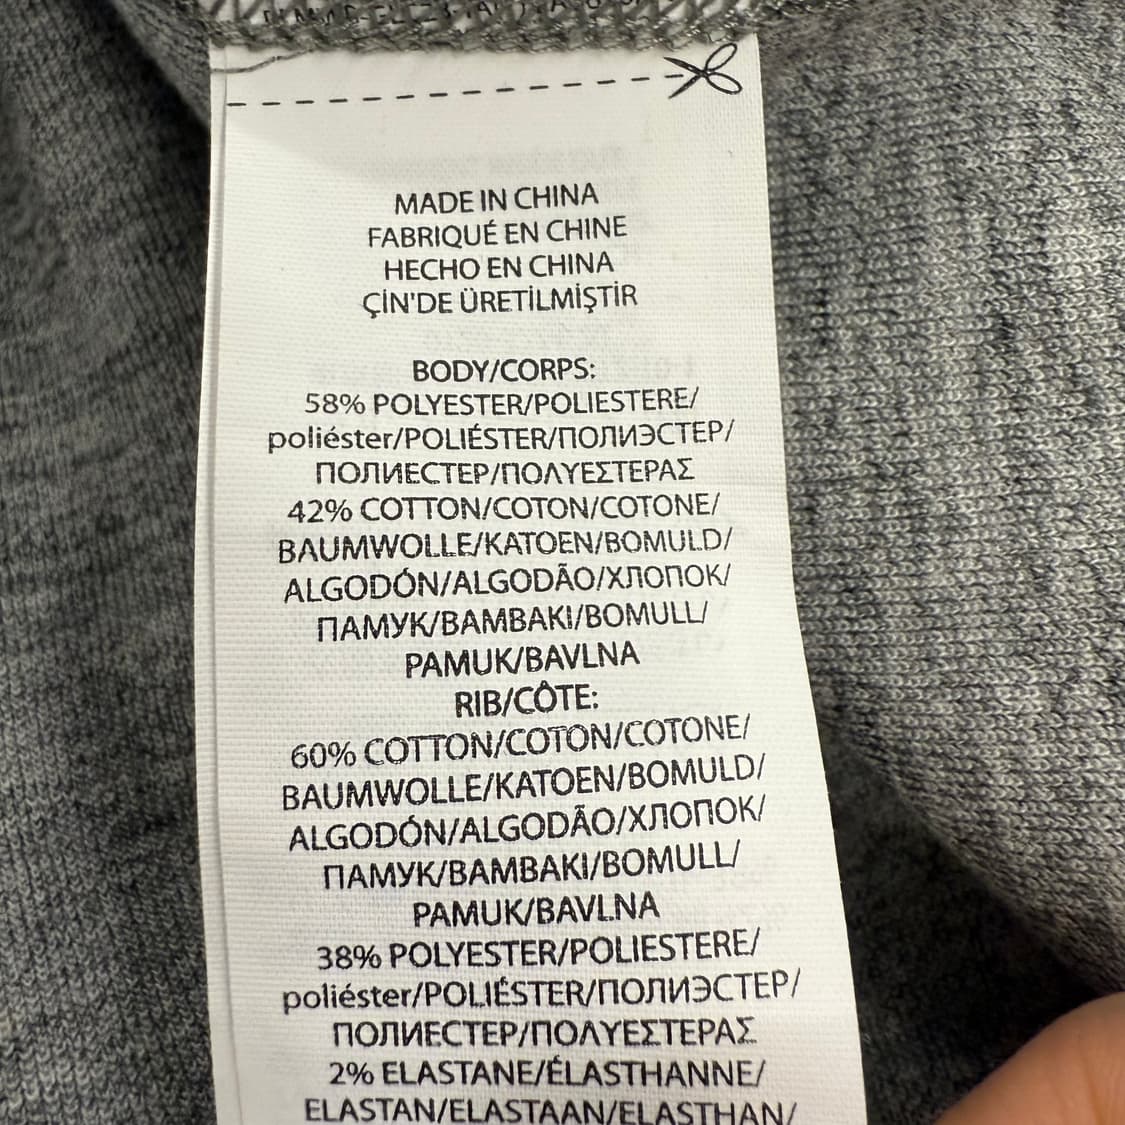 MADE IN CHINA
FABRIQUÉ EN CHINE
HECHO EN CHINA
ÇİN'DE ÜRETİLMİŞTİR
BODY/CORPS:
58% POLYESTER/POLIESTERE/
poliéster/POLIÉSTER/ПОЛИЭСТЕР/
ПОЛИЕСТЕР/ΠΟΛΥΕΣΤΕΡΑΣ
42% COTTON/COTON/COTONE/
BAUMWOLLE/KATOEN/BOMULD/
ALGODÓN/ALGODÃO/ХЛОПОК/
ПАМУК/BAMBAKI/BOMULL/
PAMUK/BAVLNA
RIB/CÔTE:
60% COTTON/COTON/COTONE/
BAUMWOLLE/KATOEN/BOMULD/
ALGODÓN/ALGODÃO/ХЛОПОК/
ПАМУК/BAMBAKI/BOMULL/
PAMUK/BAVLNA
38% POLYESTER/POLIESTERE/
poliéster/POLIÉSTER/ПОЛИЭСТЕР/
ПОЛИЕСТЕР/ΠΟΛΥΕΣΤΕΡΑΣ
2% ELASTANE/ÉLASTHANNE/
ELASTAN/ELASTAAN/ELASTHAN/